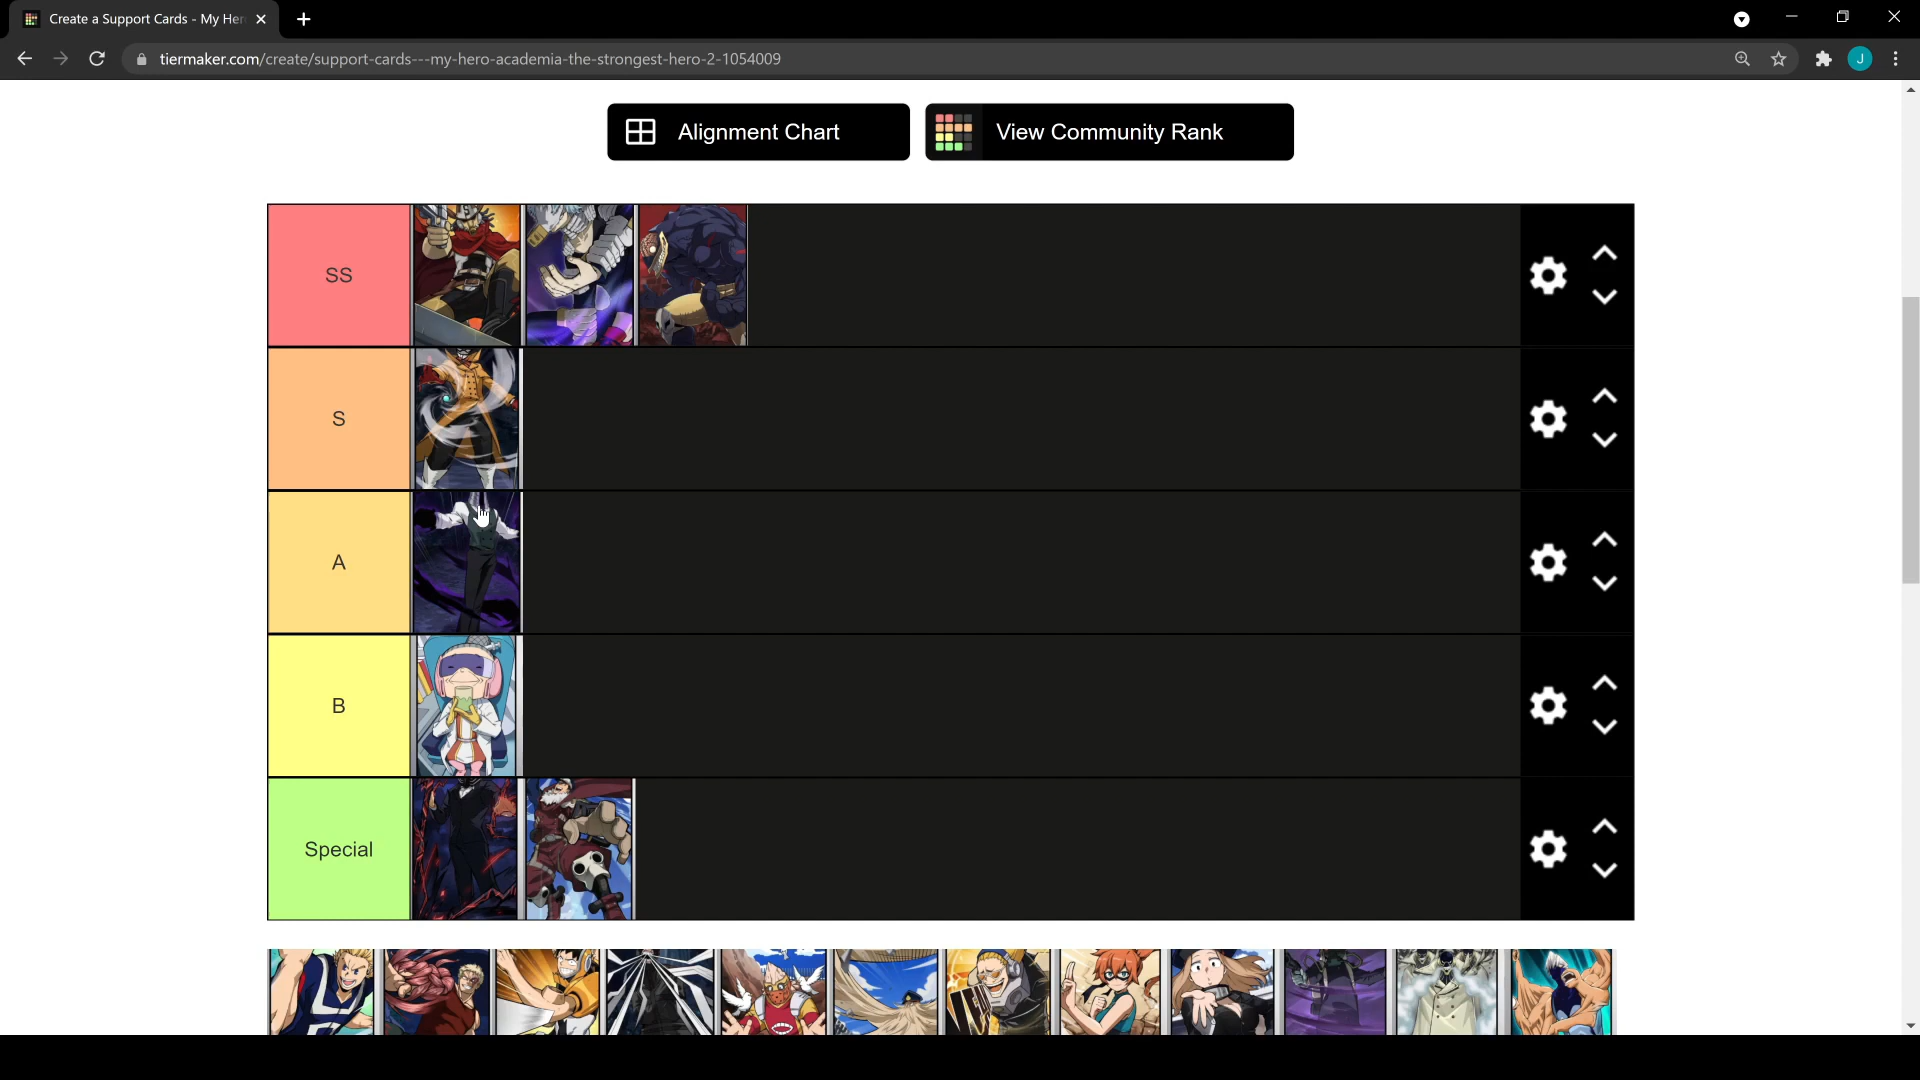 Create a Support Cards - My Her
tiermaker.com/create/support-cards---my-hero-academia-the-strongest-hero-2-1054009
J
Alignment Chart
View Community Rank
SS
S
A
B
Special